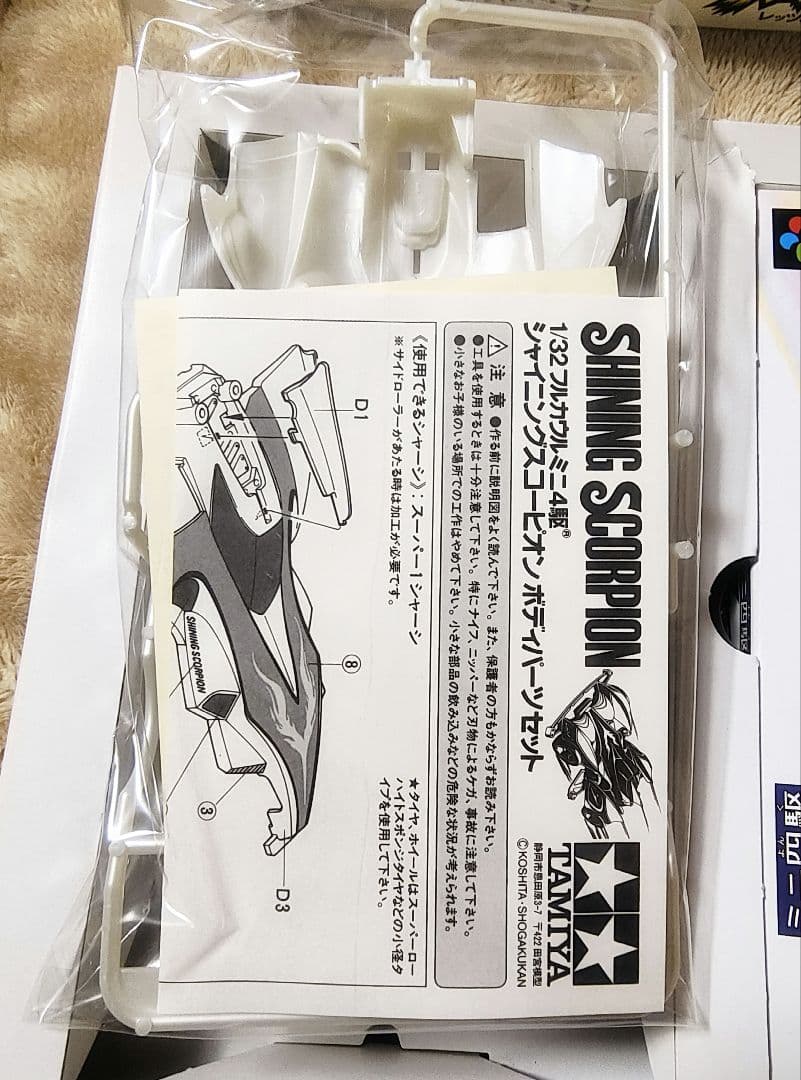 SHINING SCORPION
1/32 フルカウルミニ4駆®
シャイニングスコーピオン ボディパーツセット
TAMIYA
静岡市恩田原3-7 〒422 田宮模型
©KOSHITA・SHOGAKUKAN
注意 ●作る前に説明図をよく読んで下さい。また、保護者の方もかならずお読み下さい。
●工具を使用するときは十分注意して下さい。特にナイフ、ニッパーなど刃物によるケガ、事故に注意して下さい。
●小さなお子様のいる場所での工作はやめて下さい。小さな部品の飲み込みなどの危険な状況が考えられます。
《使用できるシャーシ》：スーパー1シャーシ
※サイドローラーがあたる時は加工が必要です。
★タイヤ、ホイールはスーパーロー
ハイトスポンジタイヤなどの小径タ
イプを使用して下さい。
D1
⑧
SHINING SCORPION
③
D3
レッツ
四駆
ミニ